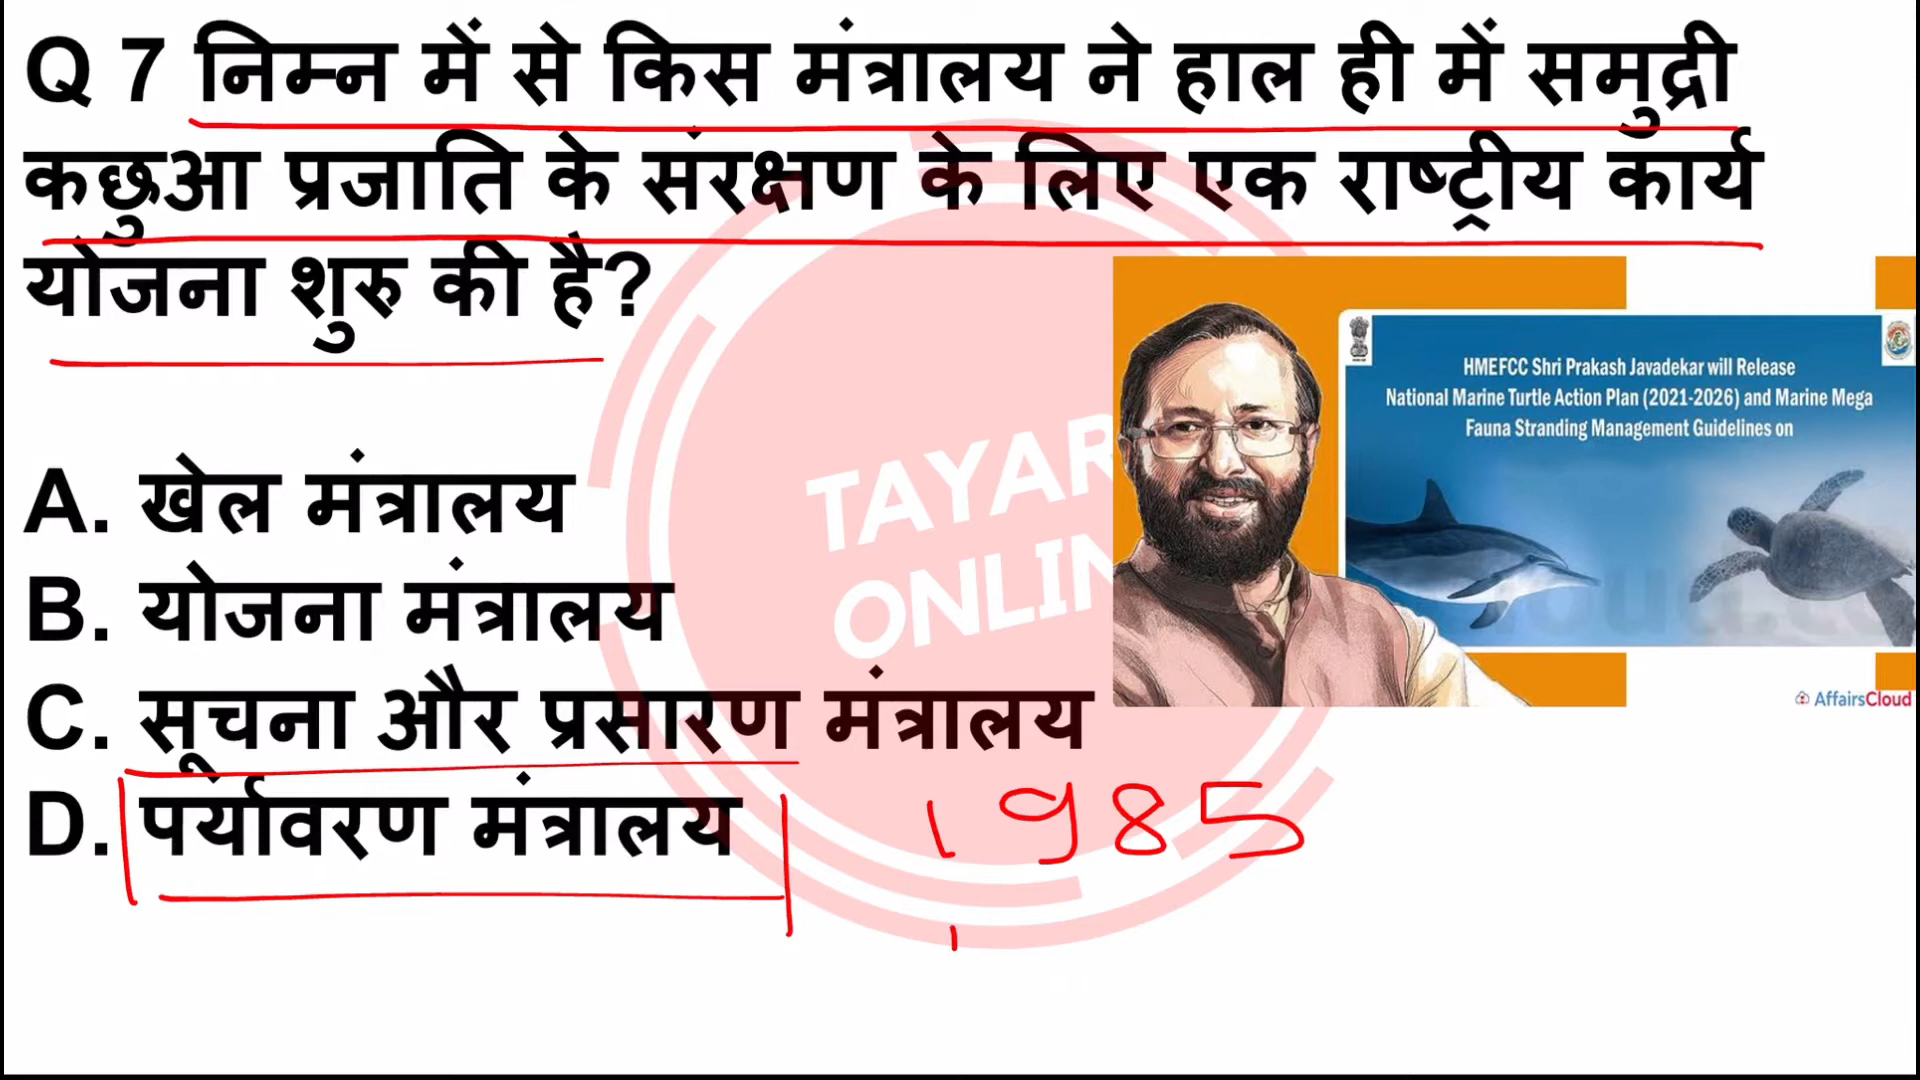 Q 7 निम्न में से किस मंत्रालय ने हाल ही में समुद्री
कछुआ प्रजाति के संरक्षण के लिए एक राष्ट्रीय कार्य
योजना शुरु की है?
HMEFCC Shri Prakash Javadekar will Release
National Marine Turtle Action Plan (2021-2026) and Marine Mega
Fauna Stranding Management Guidelines on
A. खेल मंत्रालय
B. योजना मंत्रालय
C. सूचना और प्रसारण मंत्रालय
D. पर्यावरण मंत्रालय
1985
TAYAR
ONLIN
AffairsCloud